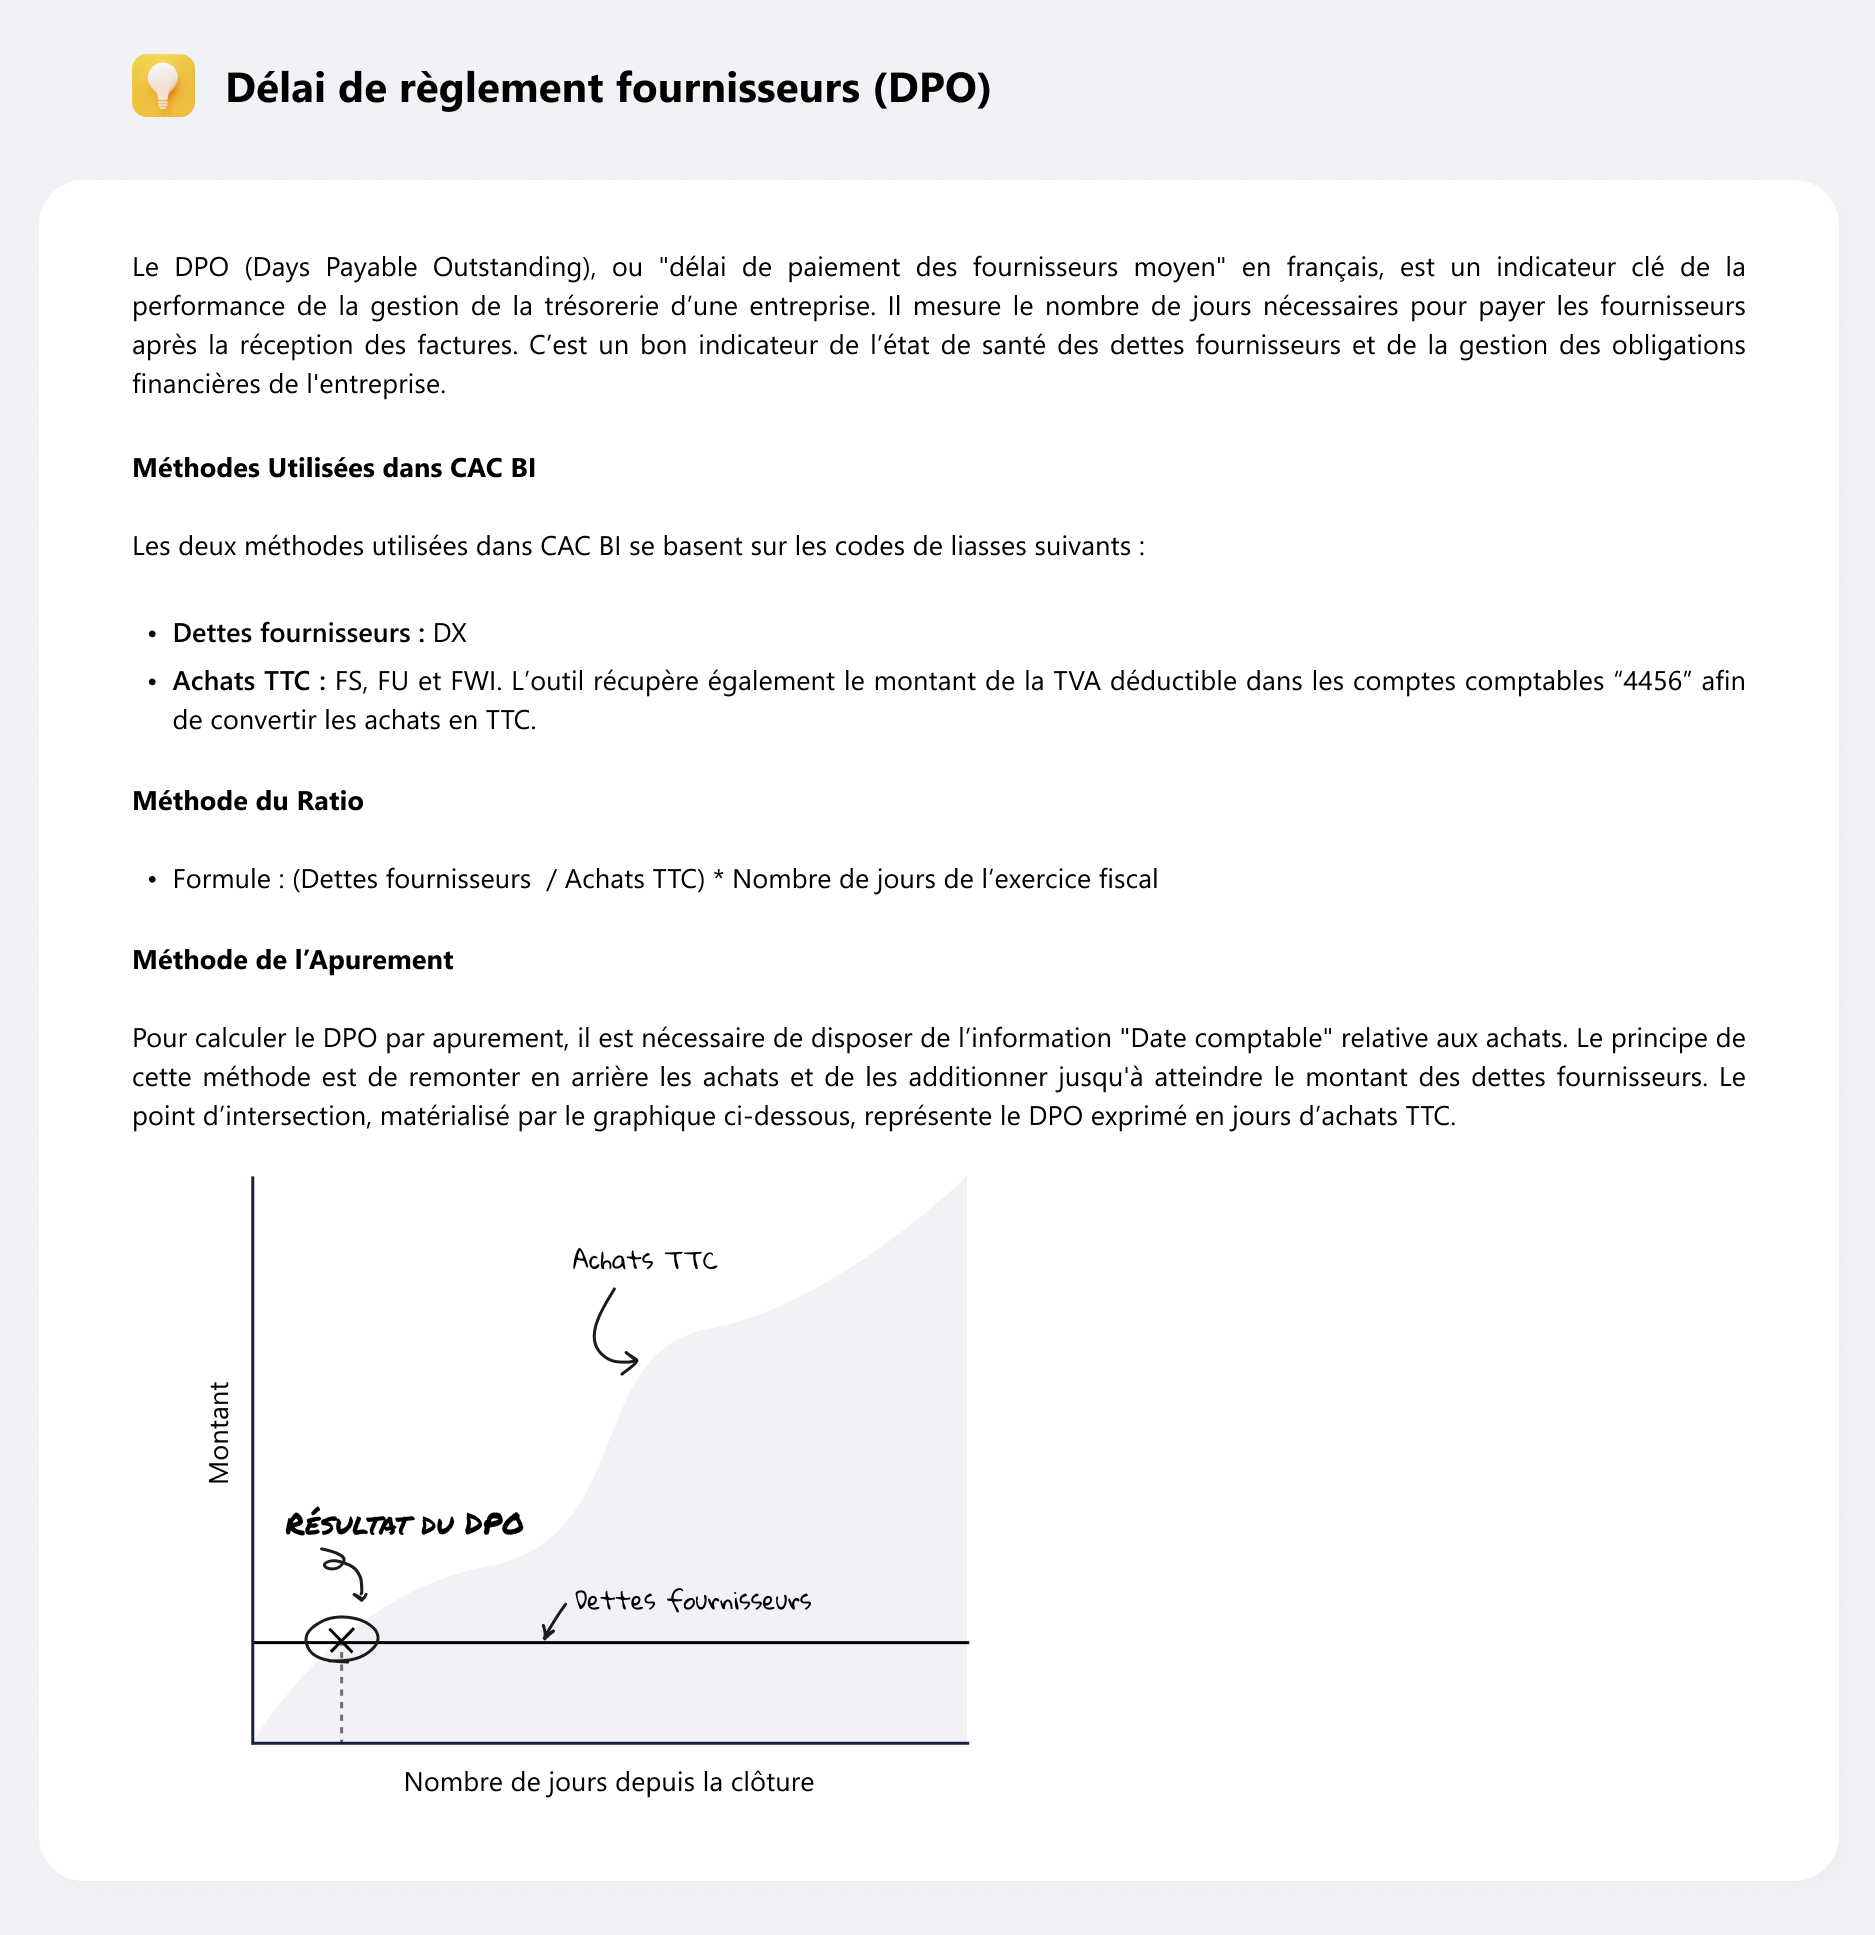 Délai de règlement fournisseurs (DPO)
Le DPO (Days Payable Outstanding), ou "délai de paiement des fournisseurs moyen" en français, est un indicateur clé de la
performance de la gestion de la trésorerie d’une entreprise. Il mesure le nombre de jours nécessaires pour payer les fournisseurs
après la réception des factures. C’est un bon indicateur de l’état de santé des dettes fournisseurs et de la gestion des obligations
financières de l'entreprise.
Méthodes Utilisées dans CAC BI
Les deux méthodes utilisées dans CAC BI se basent sur les codes de liasses suivants :
• Dettes fournisseurs : DX
• Achats TTC : FS, FU et FWI. L’outil récupère également le montant de la TVA déductible dans les comptes comptables “4456” afin
de convertir les achats en TTC.
Méthode du Ratio
• Formule : (Dettes fournisseurs / Achats TTC) * Nombre de jours de l’exercice fiscal
Méthode de l’Apurement
Pour calculer le DPO par apurement, il est nécessaire de disposer de l’information "Date comptable" relative aux achats. Le principe de
cette méthode est de remonter en arrière les achats et de les additionner jusqu'à atteindre le montant des dettes fournisseurs. Le
point d’intersection, matérialisé par le graphique ci-dessous, représente le DPO exprimé en jours d’achats TTC.
Achats TTC
Montant
RÉSULTAT DU DPO
Dettes fournisseurs
Nombre de jours depuis la clôture